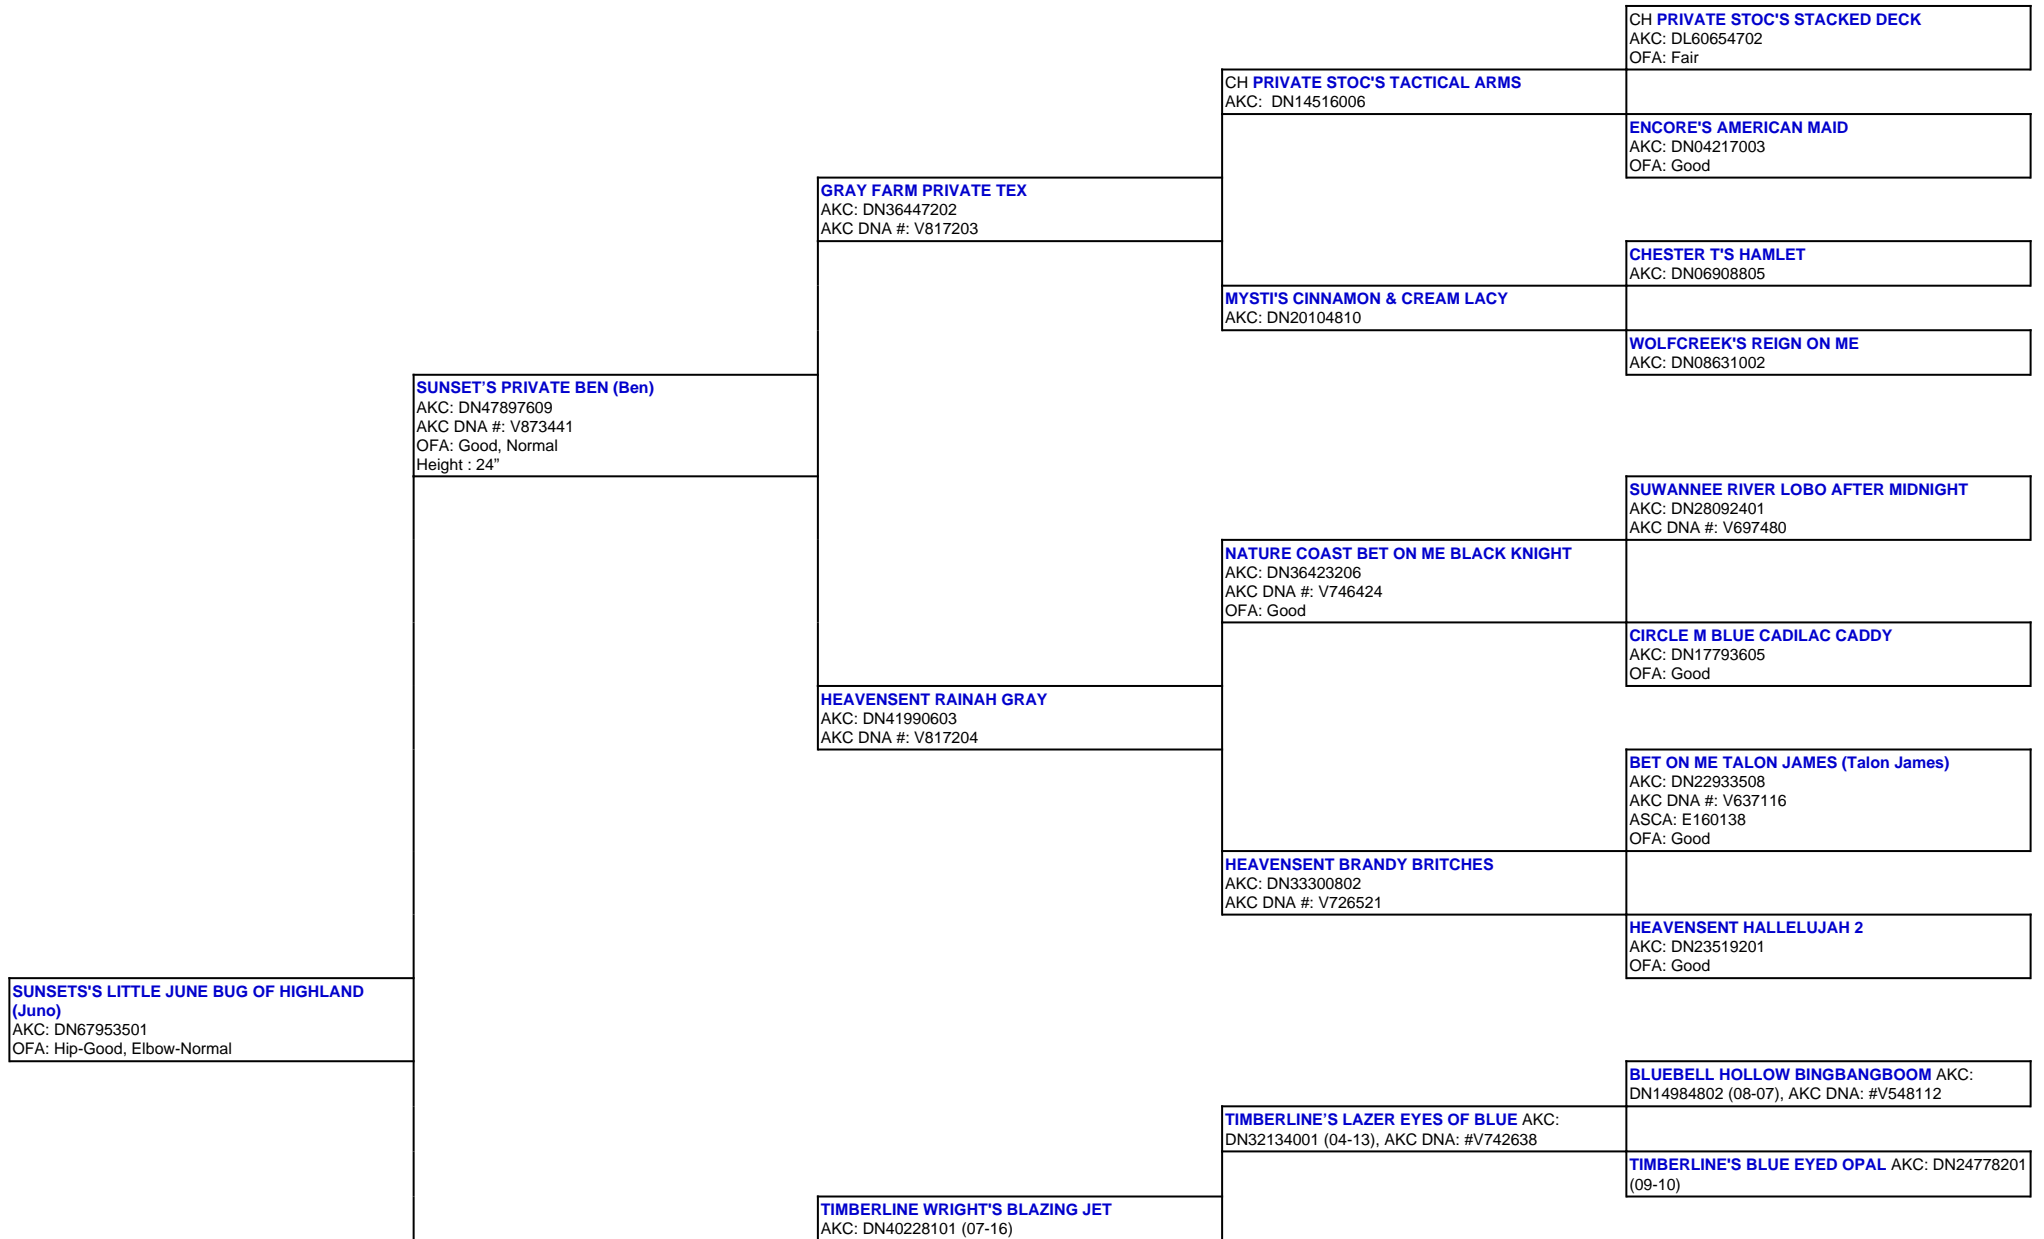 CH PRIVATE STOC'S STACKED DECK
AKC: DL60654702
OFA: Fair
CH PRIVATE STOC'S TACTICAL ARMS
AKC:  DN14516006
ENCORE'S AMERICAN MAID
AKC: DN04217003
OFA: Good
GRAY FARM PRIVATE TEX
AKC: DN36447202
AKC DNA #: V817203
CHESTER T'S HAMLET
AKC: DN06908805
MYSTI'S CINNAMON & CREAM LACY
AKC: DN20104810
WOLFCREEK'S REIGN ON ME
AKC: DN08631002
SUNSET’S PRIVATE BEN (Ben)
AKC: DN47897609
AKC DNA #: V873441
OFA: Good, Normal
Height : 24”
SUWANNEE RIVER LOBO AFTER MIDNIGHT
AKC: DN28092401
AKC DNA #: V697480
NATURE COAST BET ON ME BLACK KNIGHT
AKC: DN36423206
AKC DNA #: V746424
OFA: Good
CIRCLE M BLUE CADILAC CADDY
AKC: DN17793605
OFA: Good
HEAVENSENT RAINAH GRAY
AKC: DN41990603
AKC DNA #: V817204
BET ON ME TALON JAMES (Talon James)
AKC: DN22933508
AKC DNA #: V637116
ASCA: E160138
OFA: Good
HEAVENSENT BRANDY BRITCHES
AKC: DN33300802
AKC DNA #: V726521
HEAVENSENT HALLELUJAH 2
AKC: DN23519201
OFA: Good
SUNSETS'S LITTLE JUNE BUG OF HIGHLAND
(Juno)
AKC: DN67953501
OFA: Hip-Good, Elbow-Normal
BLUEBELL HOLLOW BINGBANGBOOM AKC:
DN14984802 (08-07), AKC DNA: #V548112
TIMBERLINE’S LAZER EYES OF BLUE AKC:
DN32134001 (04-13), AKC DNA: #V742638
TIMBERLINE'S BLUE EYED OPAL AKC: DN24778201
(09-10)
TIMBERLINE WRIGHT'S BLAZING JET
AKC: DN40228101 (07-16)